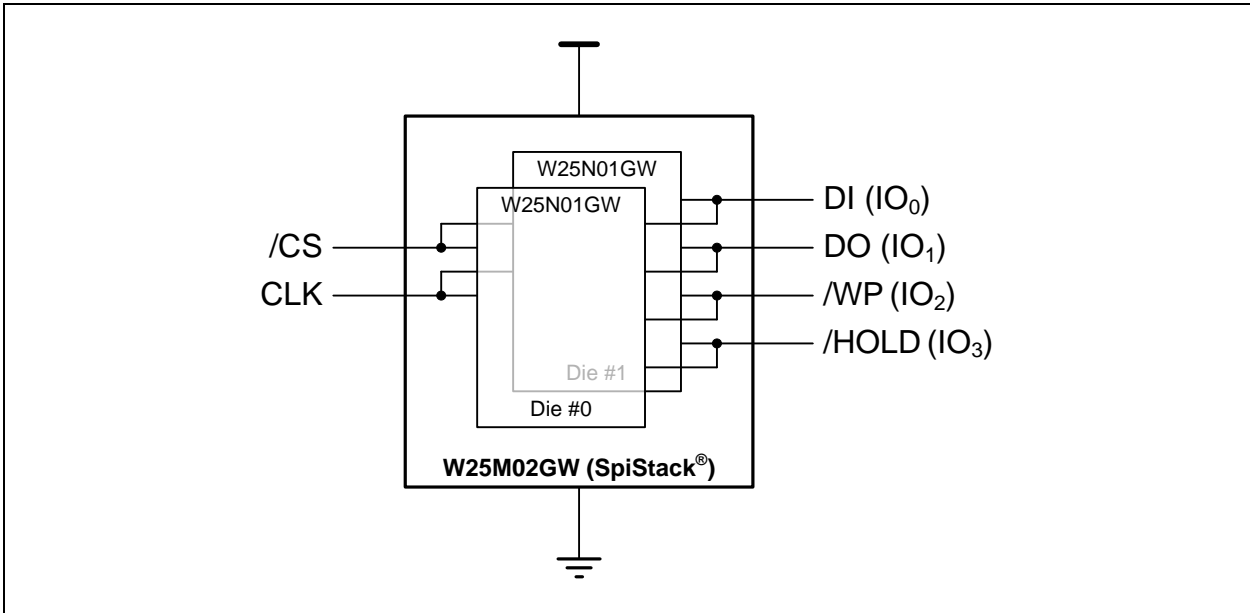 W25N01GW
W25N01GW
DI (IO₀)
/CS
DO (IO₁)
CLK
/WP (IO₂)
/HOLD (IO₃)
Die #1
Die #0
W25M02GW (SpiStack®)